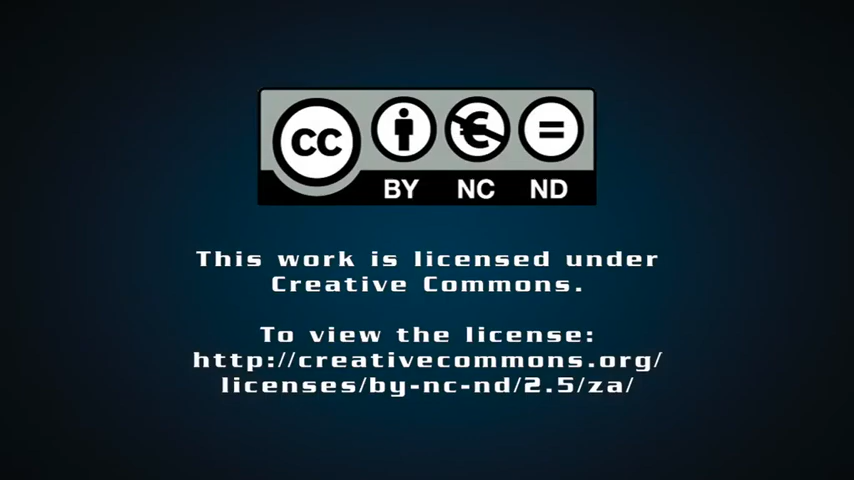 CC BY NC ND
This work is licensed under
Creative Commons.
To view the license:
http://creativecommons.org/
licenses/by-nc-nd/2.5/za/